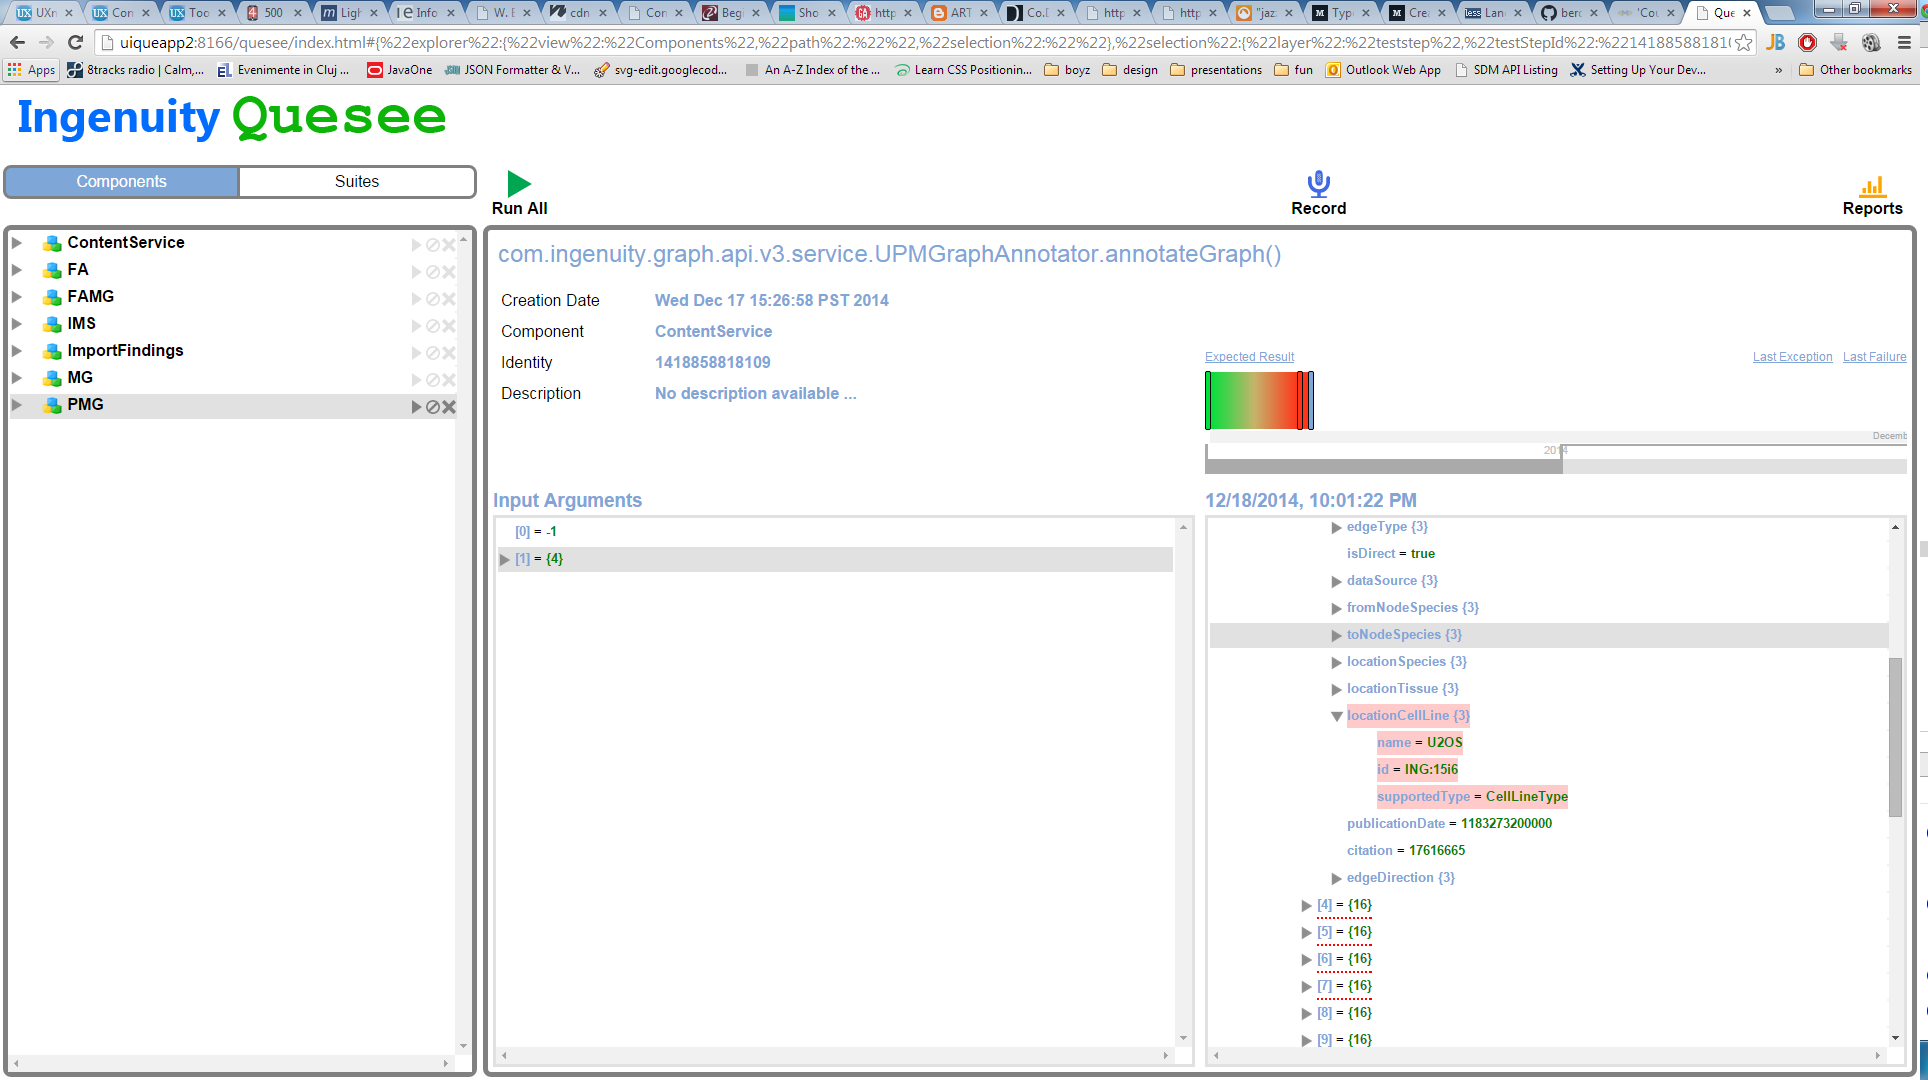 UXn
Con
Too
500
Ligh
Info
W. E
cdn
Con
Begi
Sho
http
ART
Co.D
http
http
"jaz
Type
Crea
Lan
berc
'Cou
Que
uiqueapp2:8166/quesee/index.html#{%22explorer%22:{%22view%22:%22Components%22,%22path%22:%22%22,%22selection%22:%22%22},%22selection%22:{%22layer%22:%22teststep%22,%22testStepId%22:%22141885881810
Apps
8tracks radio | Calm,...
Evenimente in Cluj ...
JavaOne
JSON Formatter & V...
svg-edit.googlecod...
An A-Z Index of the ...
Learn CSS Positionin...
boyz
design
presentations
fun
Outlook Web App
SDM API Listing
Setting Up Your Dev...
»
Other bookmarks
Ingenuity Quesee
Components
Suites
Run All
Record
Reports
ContentService
FA
FAMG
IMS
ImportFindings
MG
PMG
com.ingenuity.graph.api.v3.service.UPMGraphAnnotator.annotateGraph()
Creation Date Wed Dec 17 15:26:58 PST 2014
Component ContentService
Identity 1418858818109
Description No description available ...
Expected Result
Last Exception
Last Failure
Decemb
2014
Input Arguments
[0] = -1
[1] = {4}
12/18/2014, 10:01:22 PM
edgeType {3}
isDirect = true
dataSource {3}
fromNodeSpecies {3}
toNodeSpecies {3}
locationSpecies {3}
locationTissue {3}
locationCellLine {3}
name = U2OS
id = ING:15i6
supportedType = CellLineType
publicationDate = 1183273200000
citation = 17616665
edgeDirection {3}
[4] = {16}
[5] = {16}
[6] = {16}
[7] = {16}
[8] = {16}
[9] = {16}